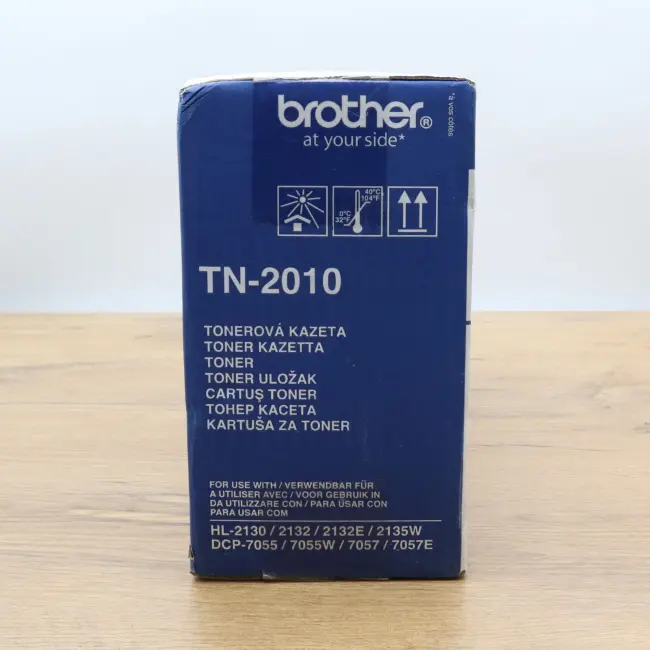 brother®
at your side*
*à vos côtés
40°C
104°F
0°C
32°F
TN-2010
TONEROVÁ KAZETA
TONER KAZETTA
TONER
TONER ULOŽAK
CARTUŞ TONER
ТОНЕР КАСЕТА
KARTUŠA ZA TONER
FOR USE WITH / VERWENDBAR FÜR
A UTILISER AVEC / VOOR GEBRUIK IN
DA UTILIZZARE CON / PARA USAR CON
PARA USAR COM
HL-2130 / 2132 / 2132E / 2135W
DCP-7055 / 7055W / 7057 / 7057E